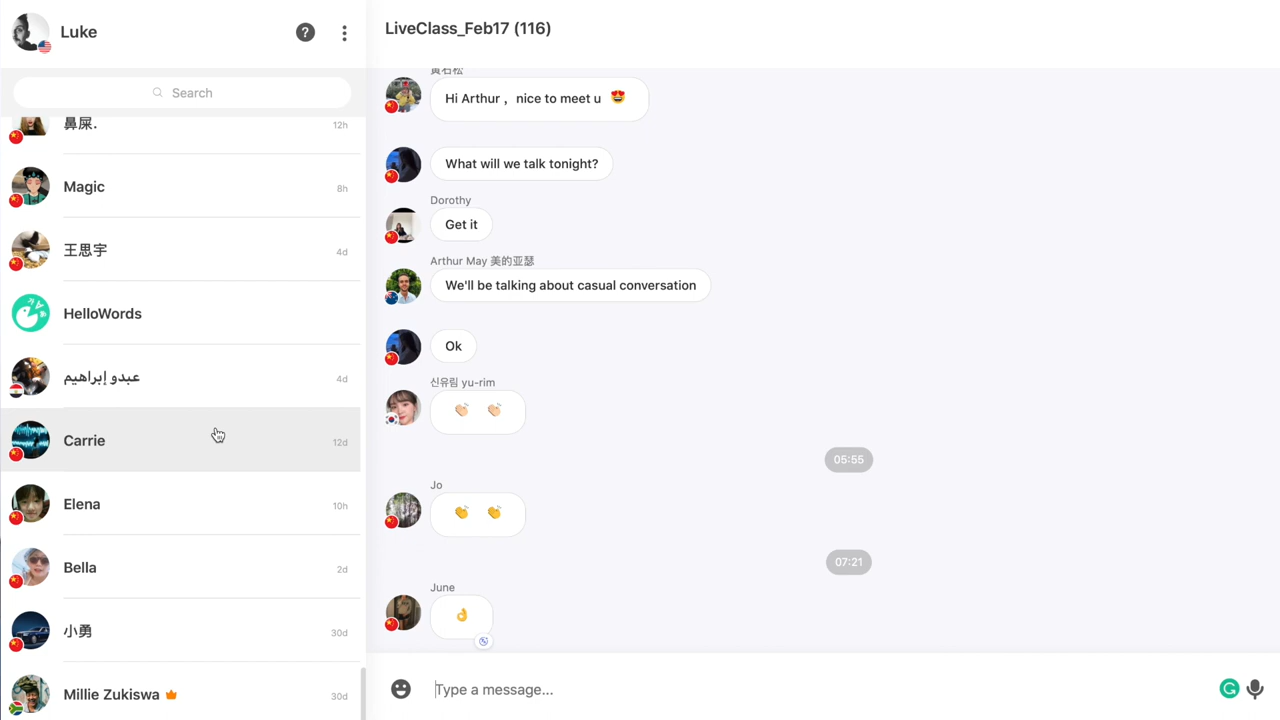 Luke
?
Search
鼻屎.
12h
Magic
8h
王思宇
4d
HelloWords
عبدو إبراهيم
4d
Carrie
12d
Elena
10h
Bella
2d
小勇
30d
Millie Zukiswa
30d
LiveClass_Feb17 (116)
黄石松
Hi Arthur， nice to meet u
What will we talk tonight?
Dorothy
Get it
Arthur May 美的亚瑟
We'll be talking about casual conversation
Ok
신유림 yu-rim
05:55
Jo
07:21
June
Type a message...